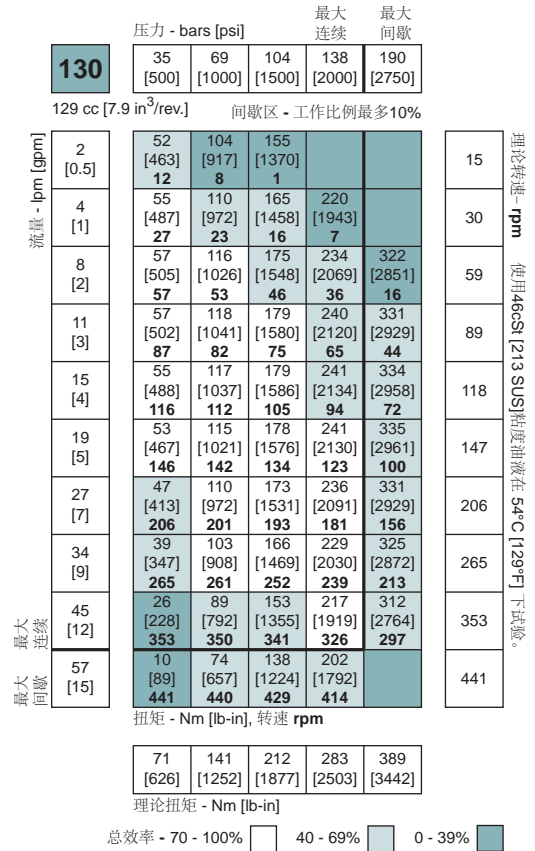 最大 最大
压力 - bars [psi] 连续 间歇
130 35 69 104 138 190
[500] [1000] [1500] [2000] [2750]
129 cc [7.9 in³/rev.] 间歇区 - 工作比例最多10%
流量 - lpm [gpm]
理论转速– rpm 使用46cSt [213 SUS]粘度油液在 54°C [129°F] 下试验。
2 52 104 155 15
[0.5] [463] [917] [1370]
12 8 1
4 55 110 165 220 30
[1] [487] [972] [1458] [1943]
27 23 16 7
8 57 116 175 234 322 59
[2] [505] [1026] [1548] [2069] [2851]
57 53 46 36 16
11 57 118 179 240 331 89
[3] [502] [1041] [1580] [2120] [2929]
87 82 75 65 44
15 55 117 179 241 334 118
[4] [488] [1037] [1586] [2134] [2958]
116 112 105 94 72
19 53 115 178 241 335 147
[5] [467] [1021] [1576] [2130] [2961]
146 142 134 123 100
27 47 110 173 236 331 206
[7] [413] [972] [1531] [2091] [2929]
206 201 193 181 156
34 39 103 166 229 325 265
[9] [347] [908] [1469] [2030] [2872]
265 261 252 239 213
最大 连续
45 26 89 153 217 312 353
[12] [228] [792] [1355] [1919] [2764]
353 350 341 326 297
最大 间歇
57 10 74 138 202 441
[15] [89] [657] [1224] [1792]
441 440 429 414
扭矩 - Nm [lb-in], 转速 rpm
71 141 212 283 389
[626] [1252] [1877] [2503] [3442]
理论扭矩 - Nm [lb-in]
总效率 - 70 - 100% 40 - 69% 0 - 39%